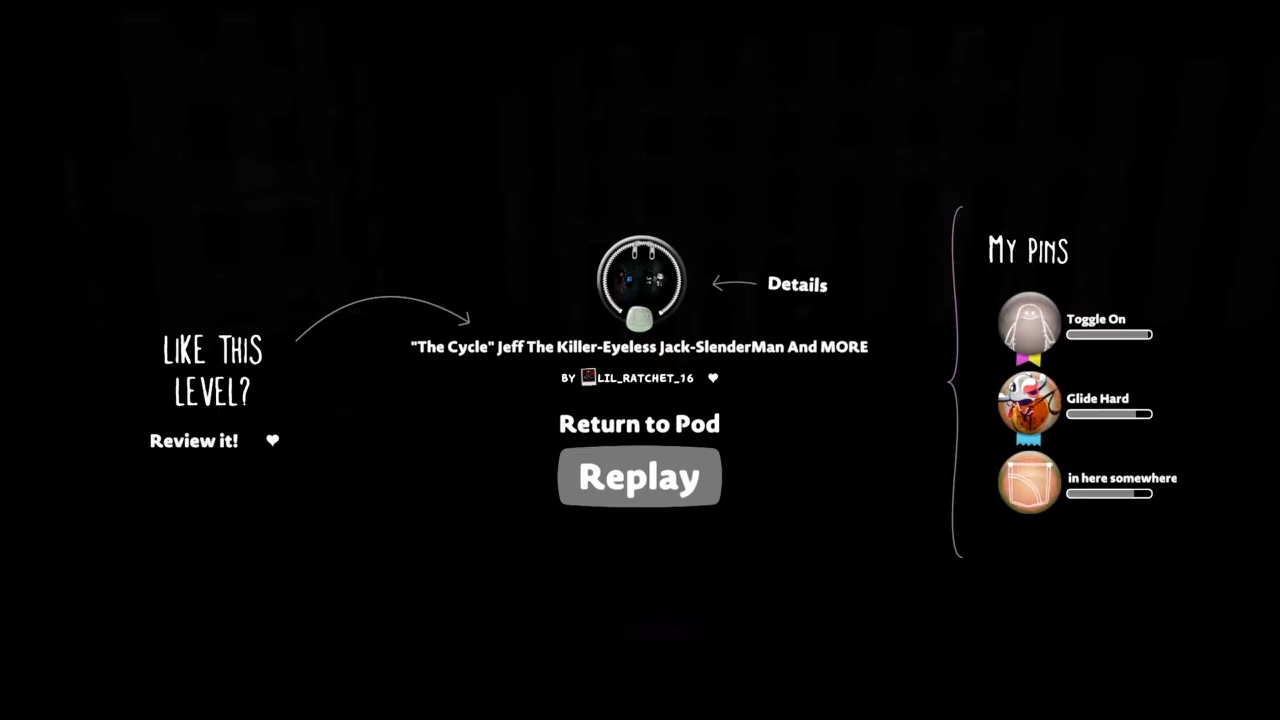 LIKE THIS
LEVEL?
Review it!
Details
"The Cycle" Jeff The Killer-Eyeless Jack-SlenderMan And MORE
BY LIL_RATCHET_16
Return to Pod
Replay
MY PINS
Toggle On
Glide Hard
in here somewhere